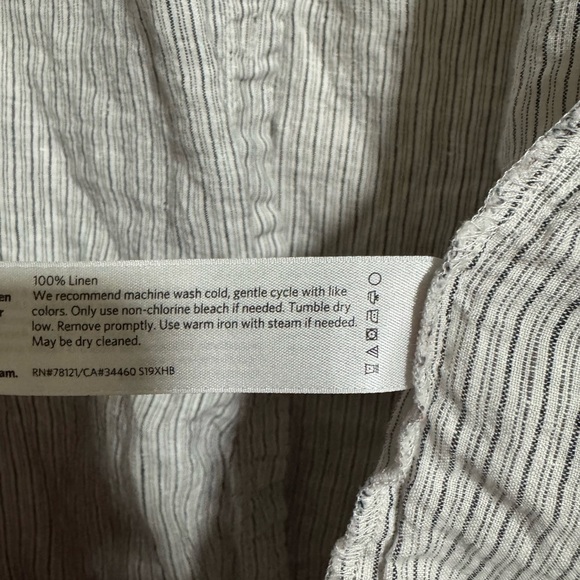 100% Linen
en We recommend machine wash cold, gentle cycle with like
r colors. Only use non-chlorine bleach if needed. Tumble dry
low. Remove promptly. Use warm iron with steam if needed.
May be dry cleaned.
am. RN#78121/CA#34460 S19XHB